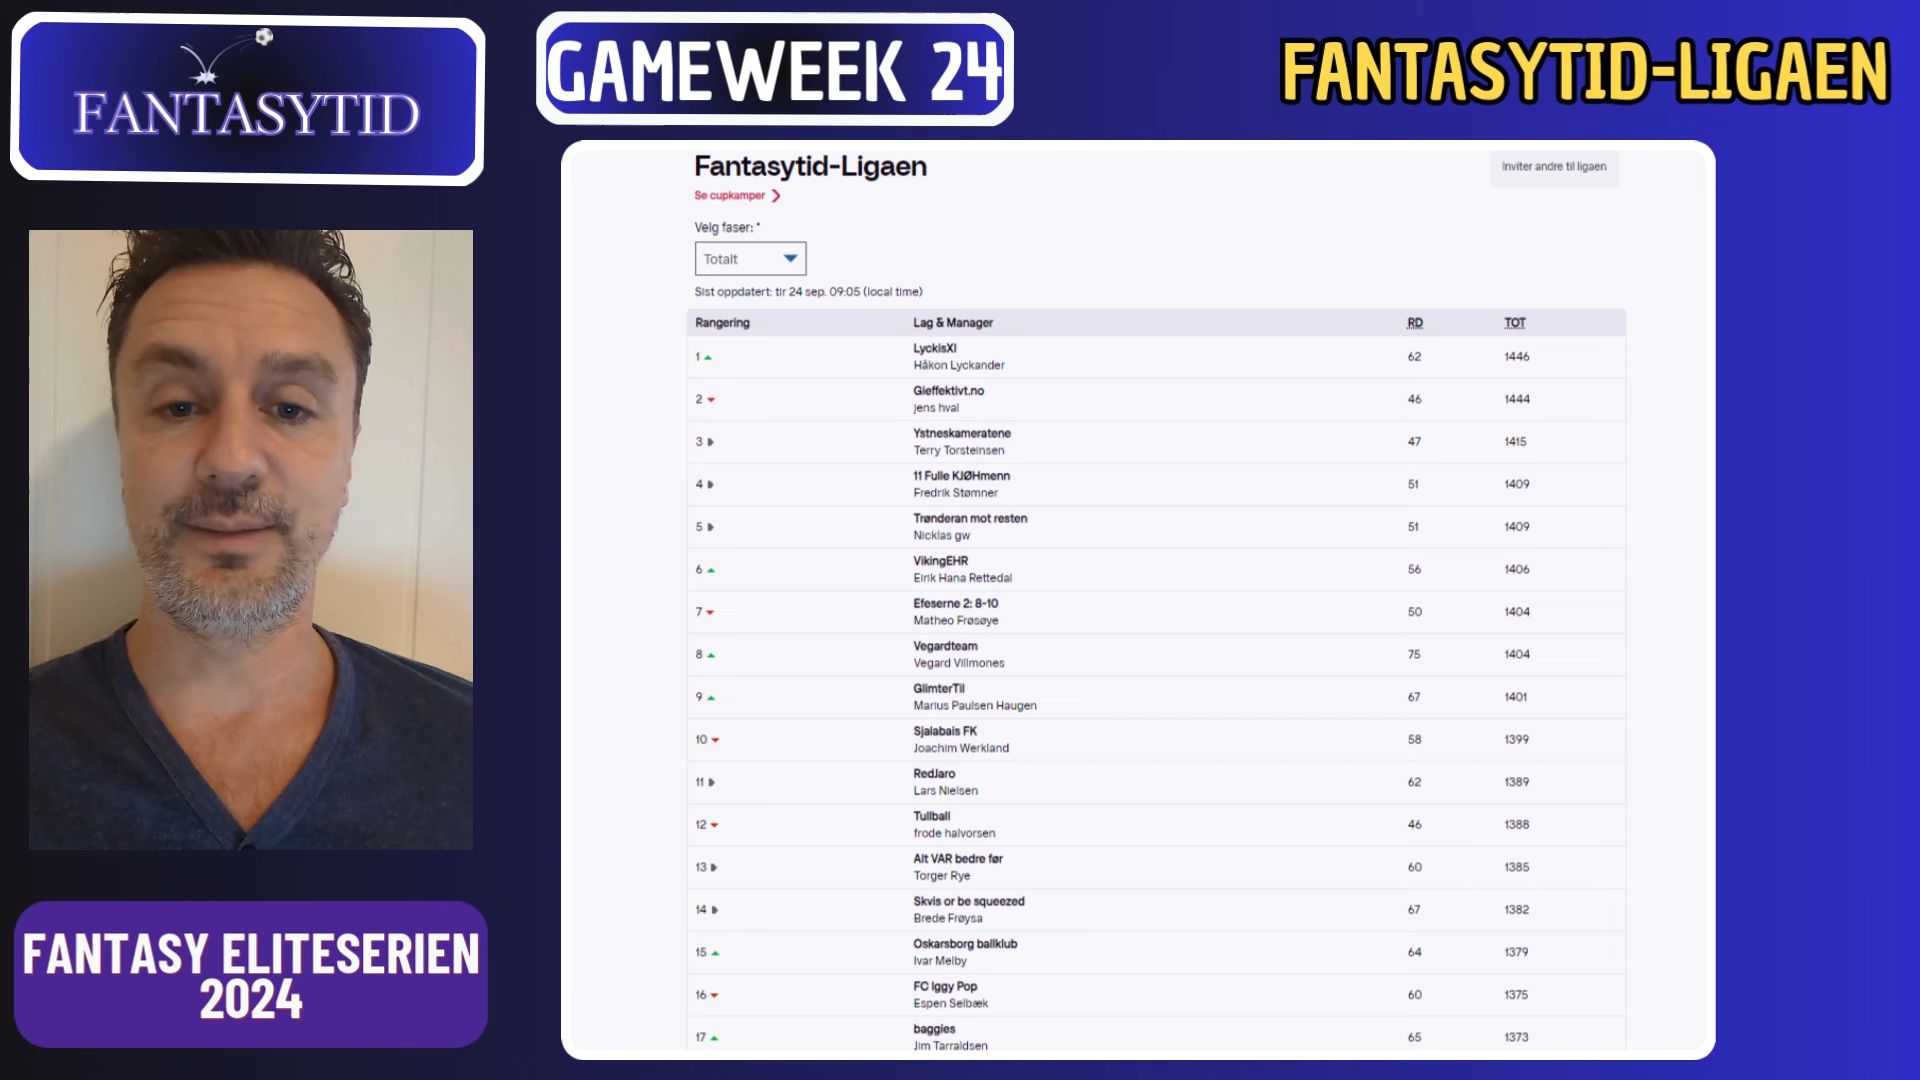 FANTASYTID
GAMEWEEK 24
FANTASYTID-LIGAEN
Fantasytid-Ligaen
Inviter andre til ligaen
Se cupkamper
Velg faser: *
Totalt
Sist oppdatert: tir 24 sep. 09:05 (local time)
Rangering Lag & Manager RD TOT
1 LyckisXI 62 1446
Håkon Lyckander
2 Gieffektivt.no 46 1444
jens hval
3 Ystneskameratene 47 1415
Terry Torsteinsen
4 11 Fulle KJØHmenn 51 1409
Fredrik Stømner
5 Trønderan mot resten 51 1409
Nicklas gw
6 VikingEHR 56 1406
Eirik Hana Rettedal
7 Efeserne 2: 8-10 50 1404
Matheo Frøsøye
8 Vegardteam 75 1404
Vegard Villmones
9 GlimterTil 67 1401
Marius Paulsen Haugen
10 Sjalabais FK 58 1399
Joachim Werkland
11 RedJaro 62 1389
Lars Nielsen
12 Tullball 46 1388
frode halvorsen
13 Alt VAR bedre før 60 1385
Torger Rye
14 Skvis or be squeezed 67 1382
Brede Frøysa
15 Oskarsborg ballklub 64 1379
Ivar Melby
16 FC Iggy Pop 60 1375
Espen Selbæk
17 baggies 65 1373
Jim Tarraldsen
FANTASY ELITESERIEN
2024